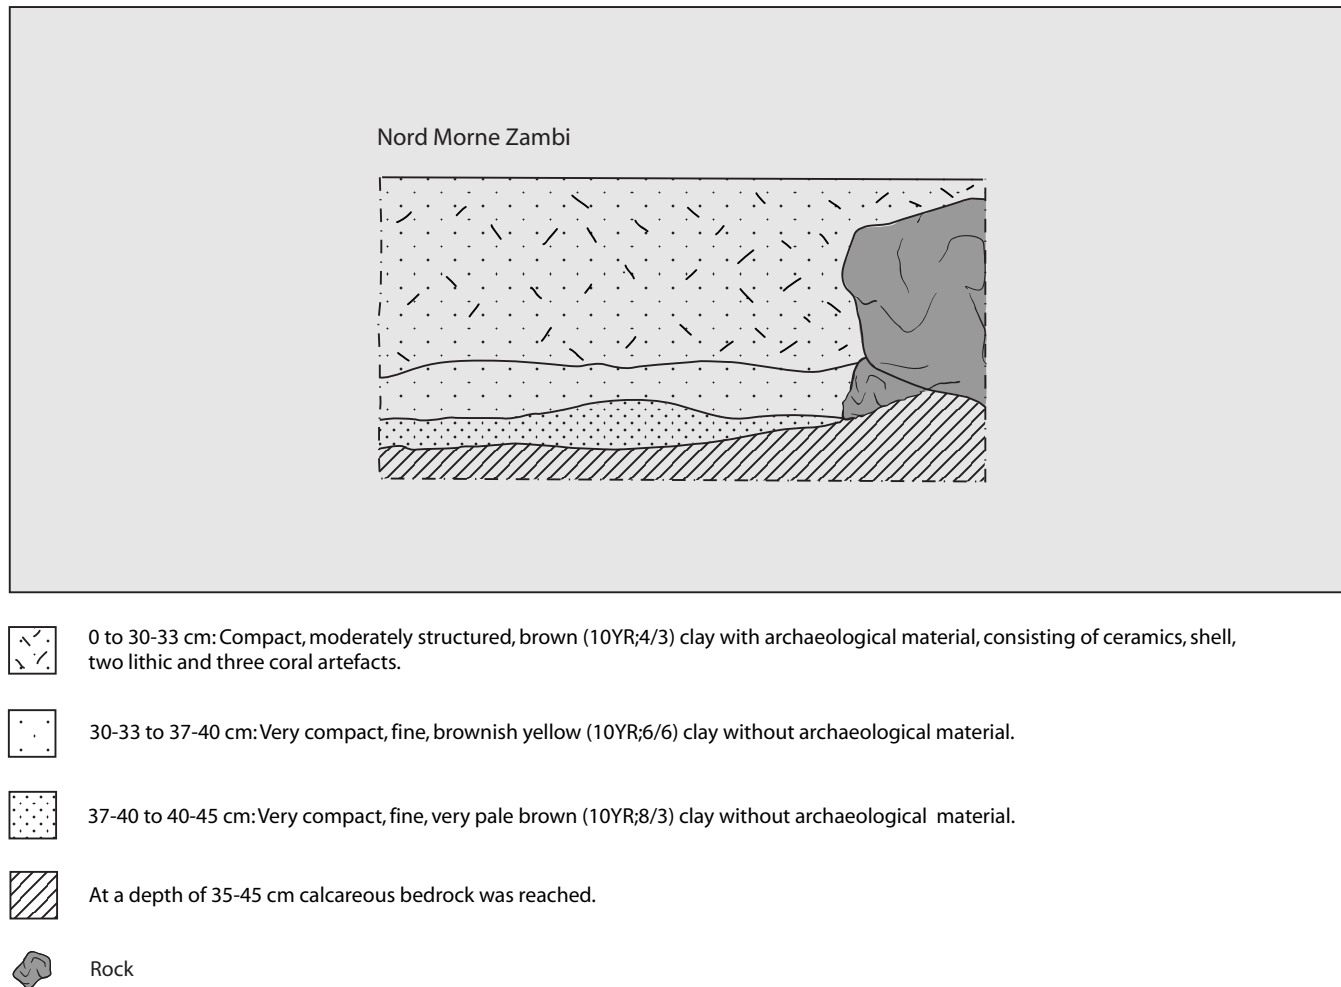 Nord Morne Zambi
0 to 30-33 cm: Compact, moderately structured, brown (10YR;4/3) clay with archaeological material, consisting of ceramics, shell,
two lithic and three coral artefacts.
30-33 to 37-40 cm: Very compact, fine, brownish yellow (10YR;6/6) clay without archaeological material.
37-40 to 40-45 cm: Very compact, fine, very pale brown (10YR;8/3) clay without archaeological material.
At a depth of 35-45 cm calcareous bedrock was reached.
Rock